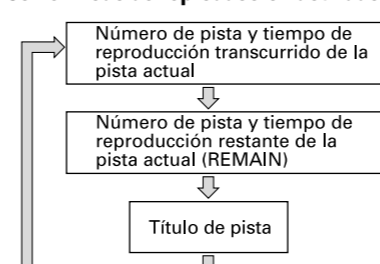 Número de pista y tiempo de
reproducción transcurrido de la
pista actual
Número de pista y tiempo de
reproducción restante de la
pista actual (REMAIN)
Título de pista